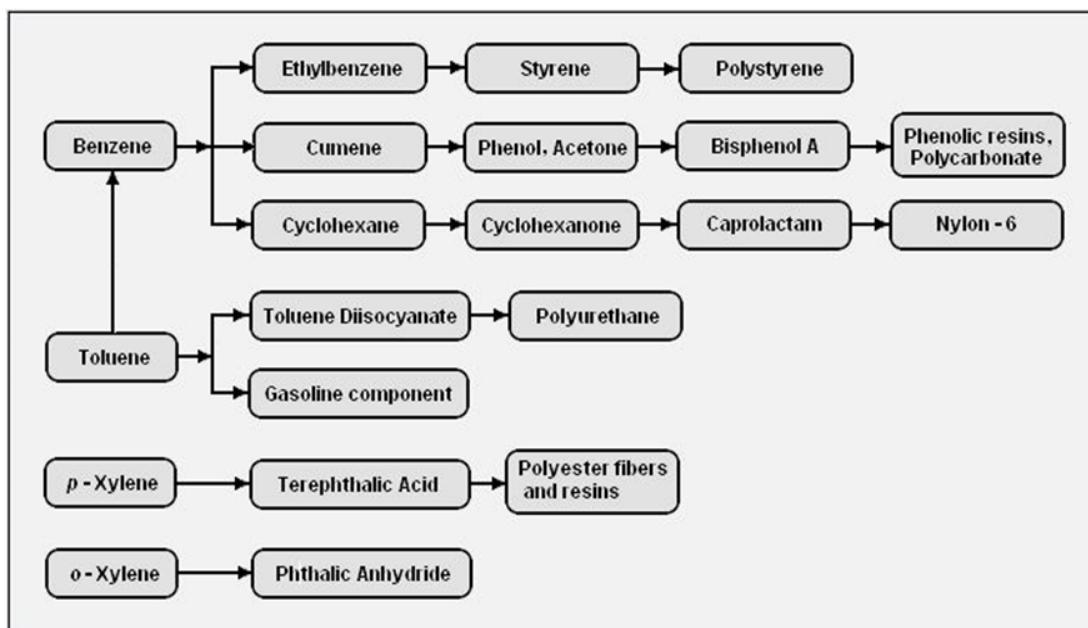 Ethylbenzene
Styrene
Polystyrene
Benzene
Cumene
Phenol, Acetone
Bisphenol A
Phenolic resins,
Polycarbonate
Cyclohexane
Cyclohexanone
Caprolactam
Nylon - 6
Toluene
Toluene Diisocyanate
Polyurethane
Gasoline component
p - Xylene
Terephthalic Acid
Polyester fibers
and resins
o - Xylene
Phthalic Anhydride